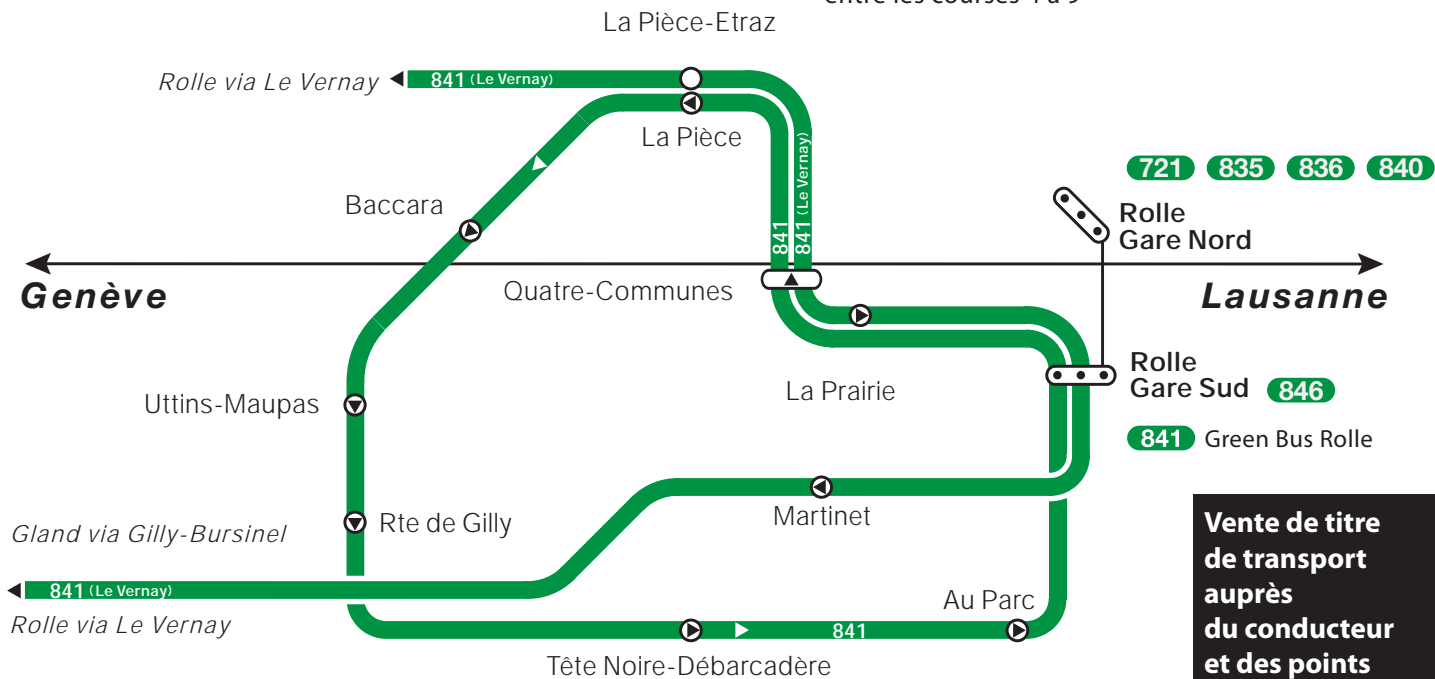 La Pièce-Etraz
Rolle via Le Vernay
841 (Le Vernay)
La Pièce
841 (Le Vernay)
841
721 835 836 840
Baccara
Rolle
Gare Nord
Genève
Quatre-Communes
Lausanne
La Prairie
Rolle
Gare Sud 846
Uttins-Maupas
841 Green Bus Rolle
Martinet
Rte de Gilly
Gland via Gilly-Bursinel
841 (Le Vernay)
Rolle via Le Vernay
Au Parc
841
Tête Noire-Débarcadère
Vente de titre
de transport
auprès
du conducteur
et des points